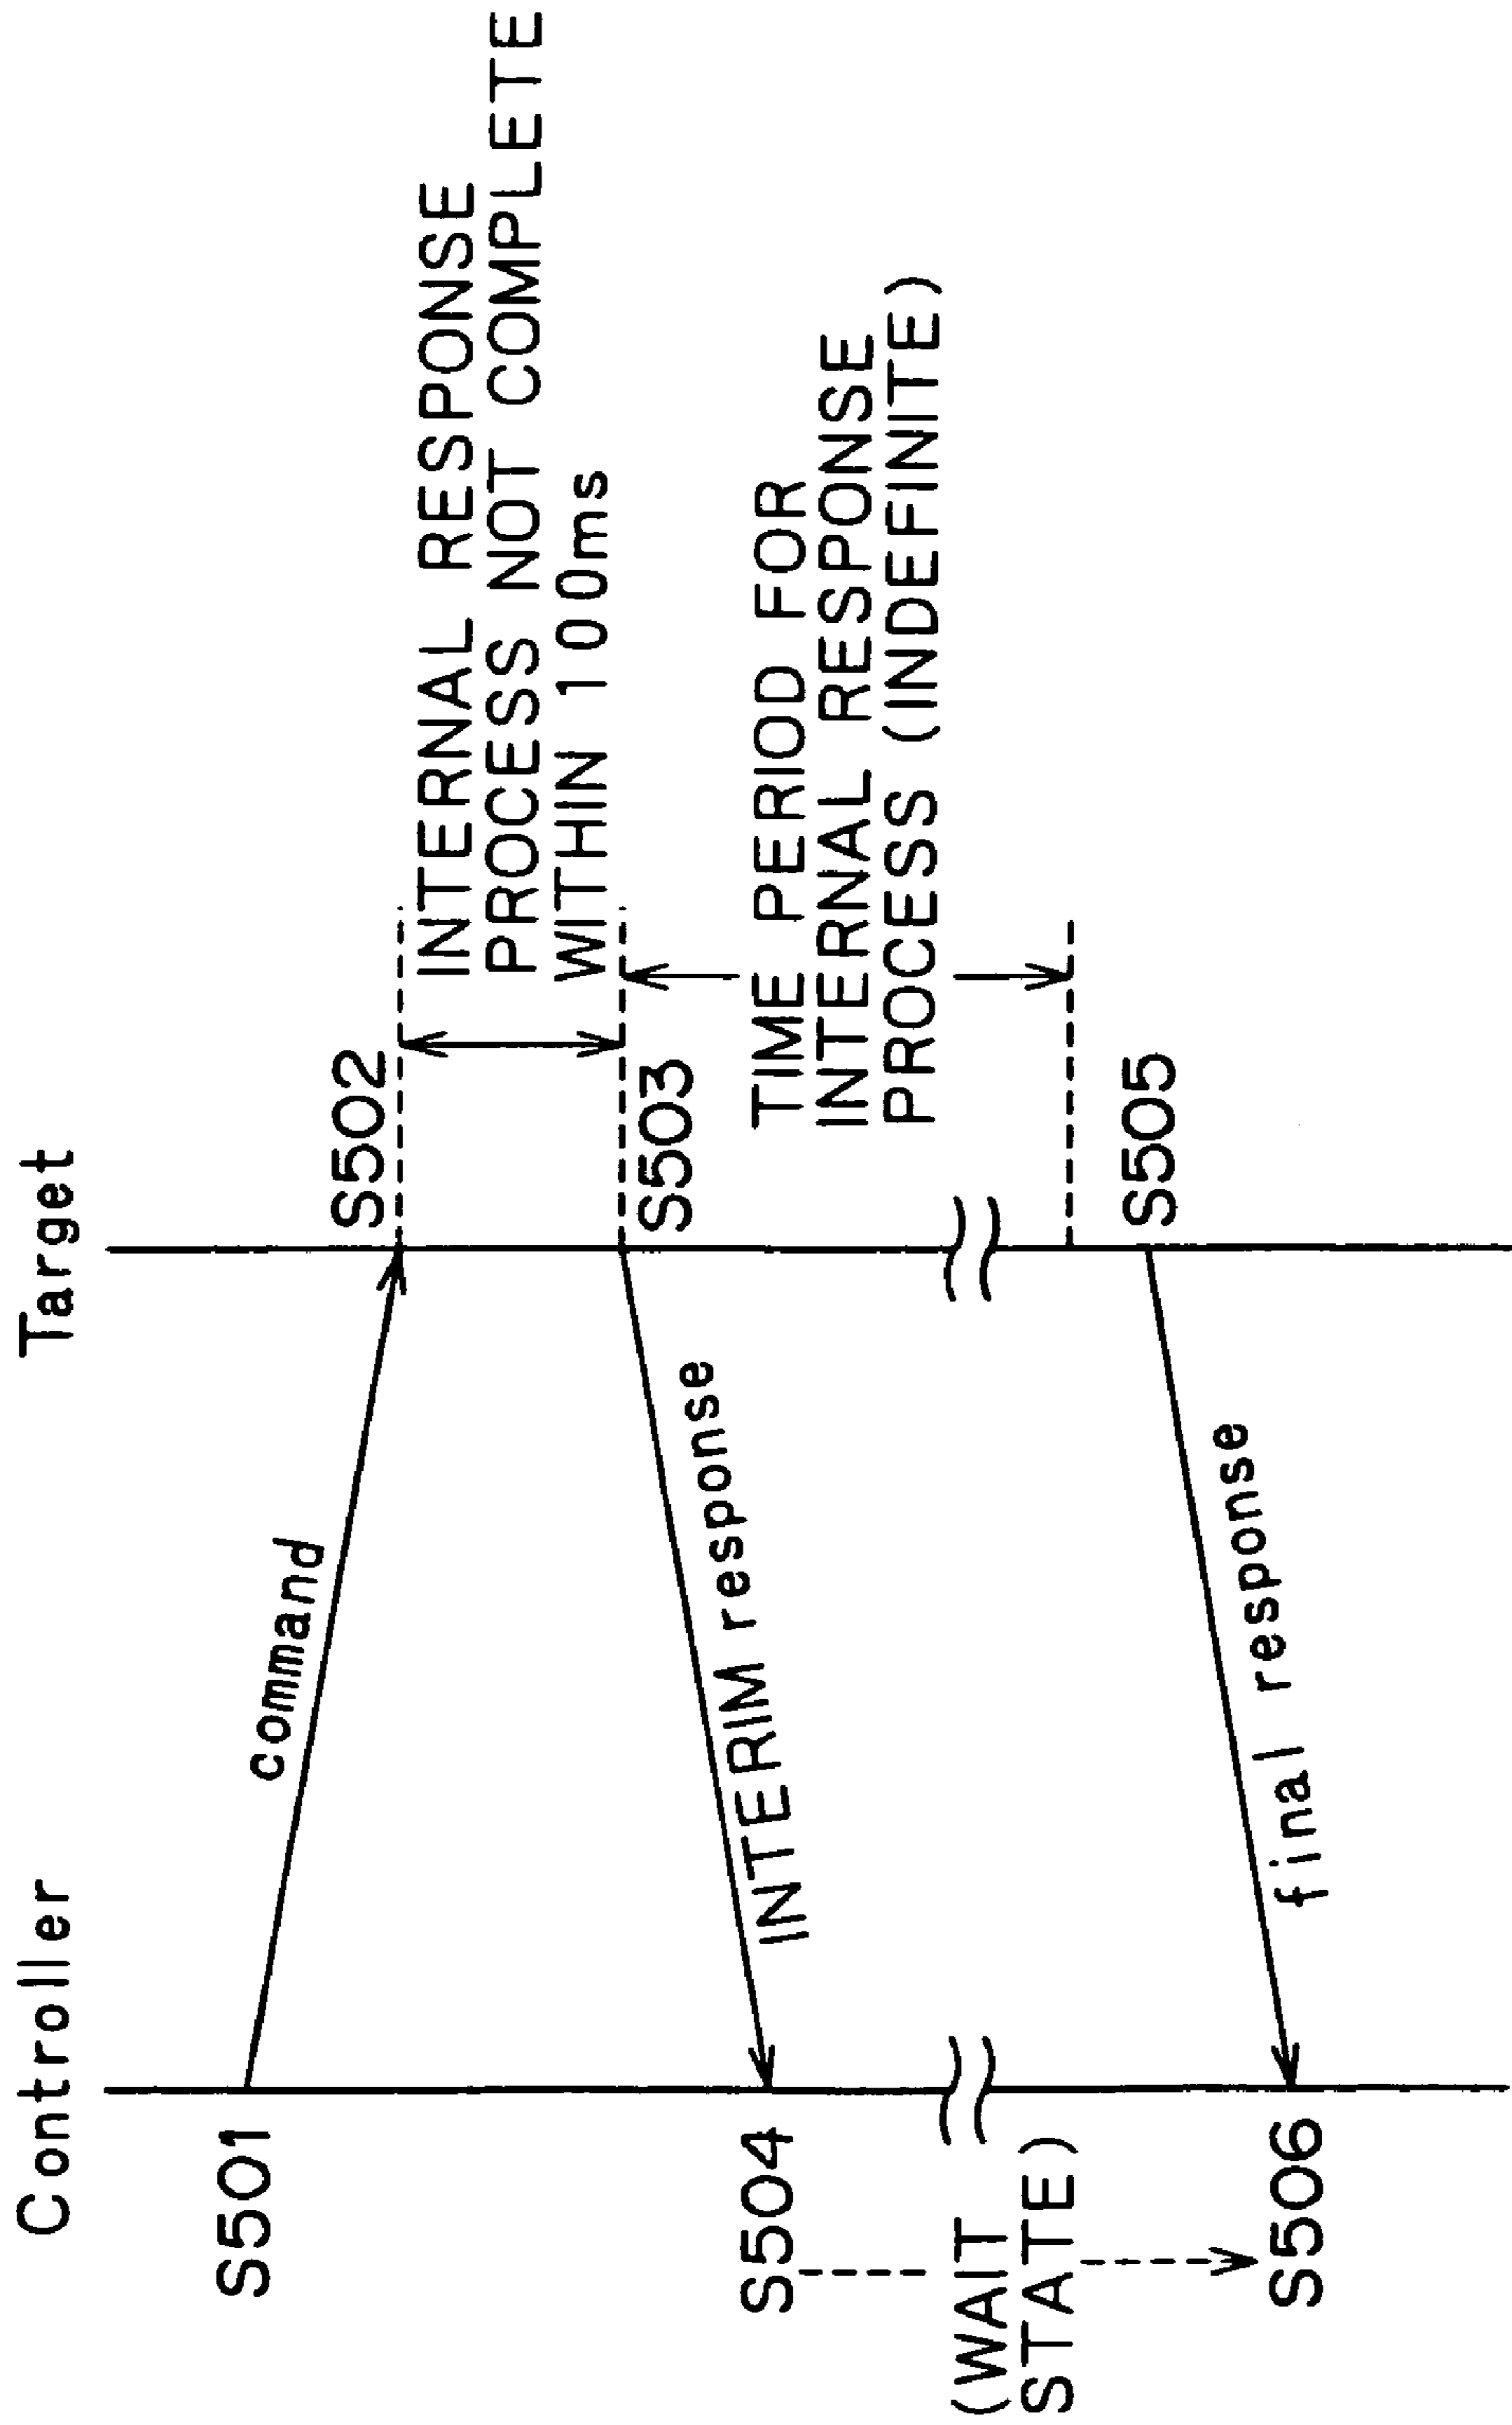 Controller
Target
S501
command
S502
INTERNAL RESPONSE
PROCESS NOT COMPLETE
WITHIN 100ms
S503
INTERIM response
S504
TIME PERIOD FOR
INTERNAL RESPONSE
PROCESS (INDEFINITE)
(WAIT
STATE)
S505
final response
S506